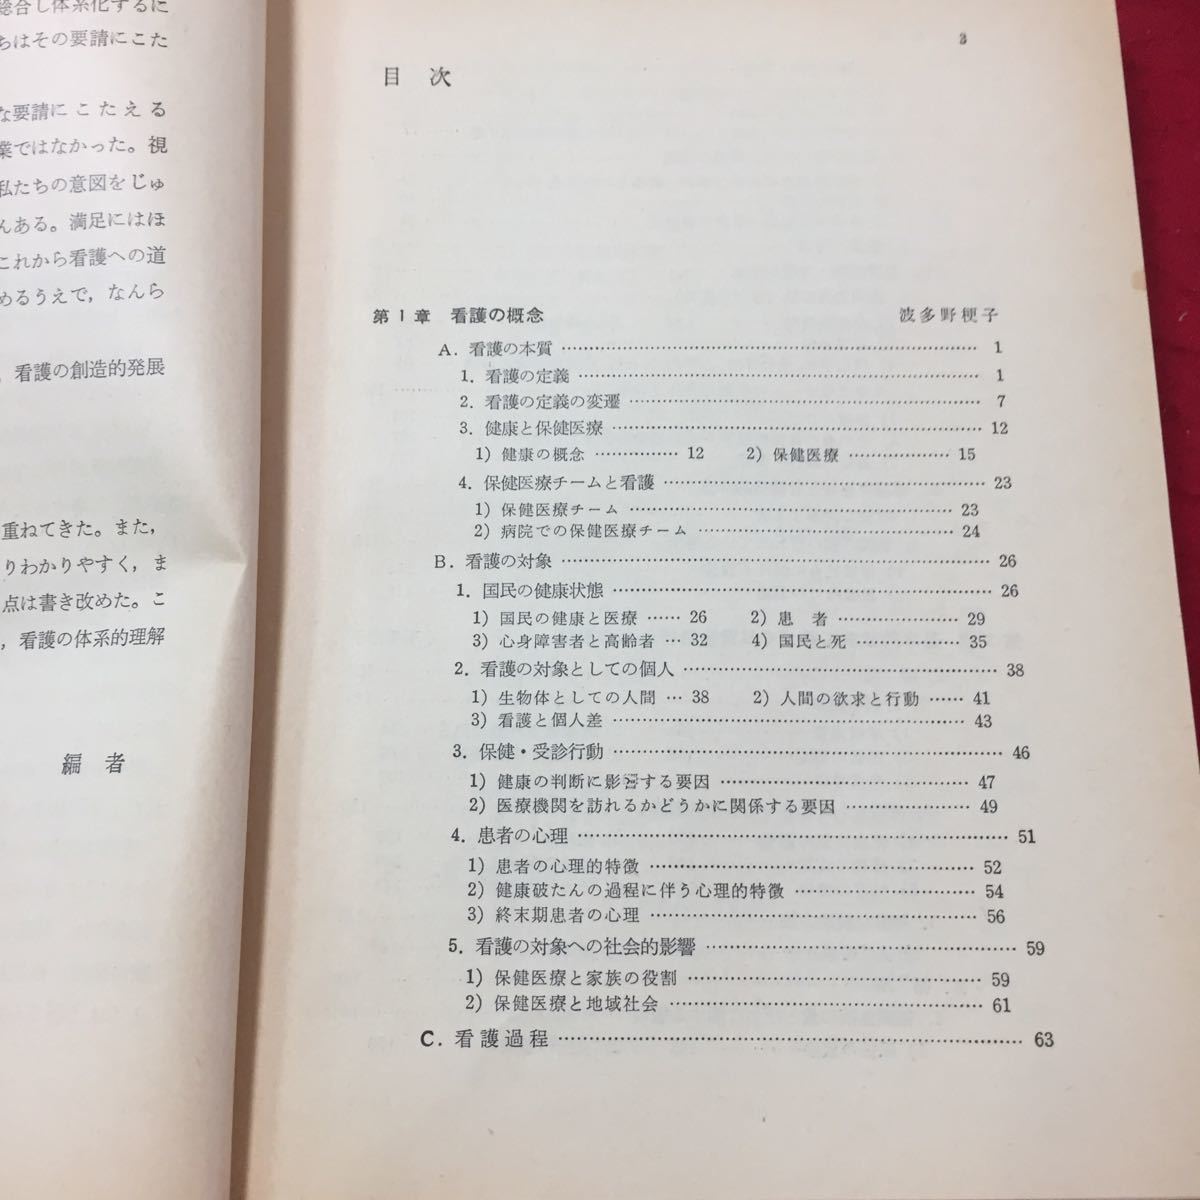 総合し体系化するに
ちはその要請にこた
な要請にこたえる
業ではなかった。視
私たちの意図をじゅ
んある。満足にはほ
これから看護への道
めるうえで，なんら
，看護の創造的発展
重ねてきた。また，
りわかりやすく，ま
点は書き改めた。こ
，看護の体系的理解
編者
3
目次
第1章 看護の概念 波多野梗子
A. 看護の本質 …… 1
1. 看護の定義 …… 1
2. 看護の定義の変遷 …… 7
3. 健康と保健医療 …… 12
1) 健康の概念 …… 12 2) 保健医療 …… 15
4. 保健医療チームと看護 …… 23
1) 保健医療チーム …… 23
2) 病院での保健医療チーム …… 24
B. 看護の対象 …… 26
1. 国民の健康状態 …… 26
1) 国民の健康と医療 …… 26 2) 患者 …… 29
3) 心身障害者と高齢者 … 32 4) 国民と死 …… 35
2. 看護の対象としての個人 …… 38
1) 生物体としての人間 … 38 2) 人間の欲求と行動 …… 41
3) 看護と個人差 …… 43
3. 保健・受診行動 …… 46
1) 健康の判断に影響する要因 …… 47
2) 医療機関を訪れるかどうかに関係する要因 …… 49
4. 患者の心理 …… 51
1) 患者の心理的特徴 …… 52
2) 健康破たんの過程に伴う心理的特徴 …… 54
3) 終末期患者の心理 …… 56
5. 看護の対象への社会的影響 …… 59
1) 保健医療と家族の役割 …… 59
2) 保健医療と地域社会 …… 61
C. 看護過程 …… 63